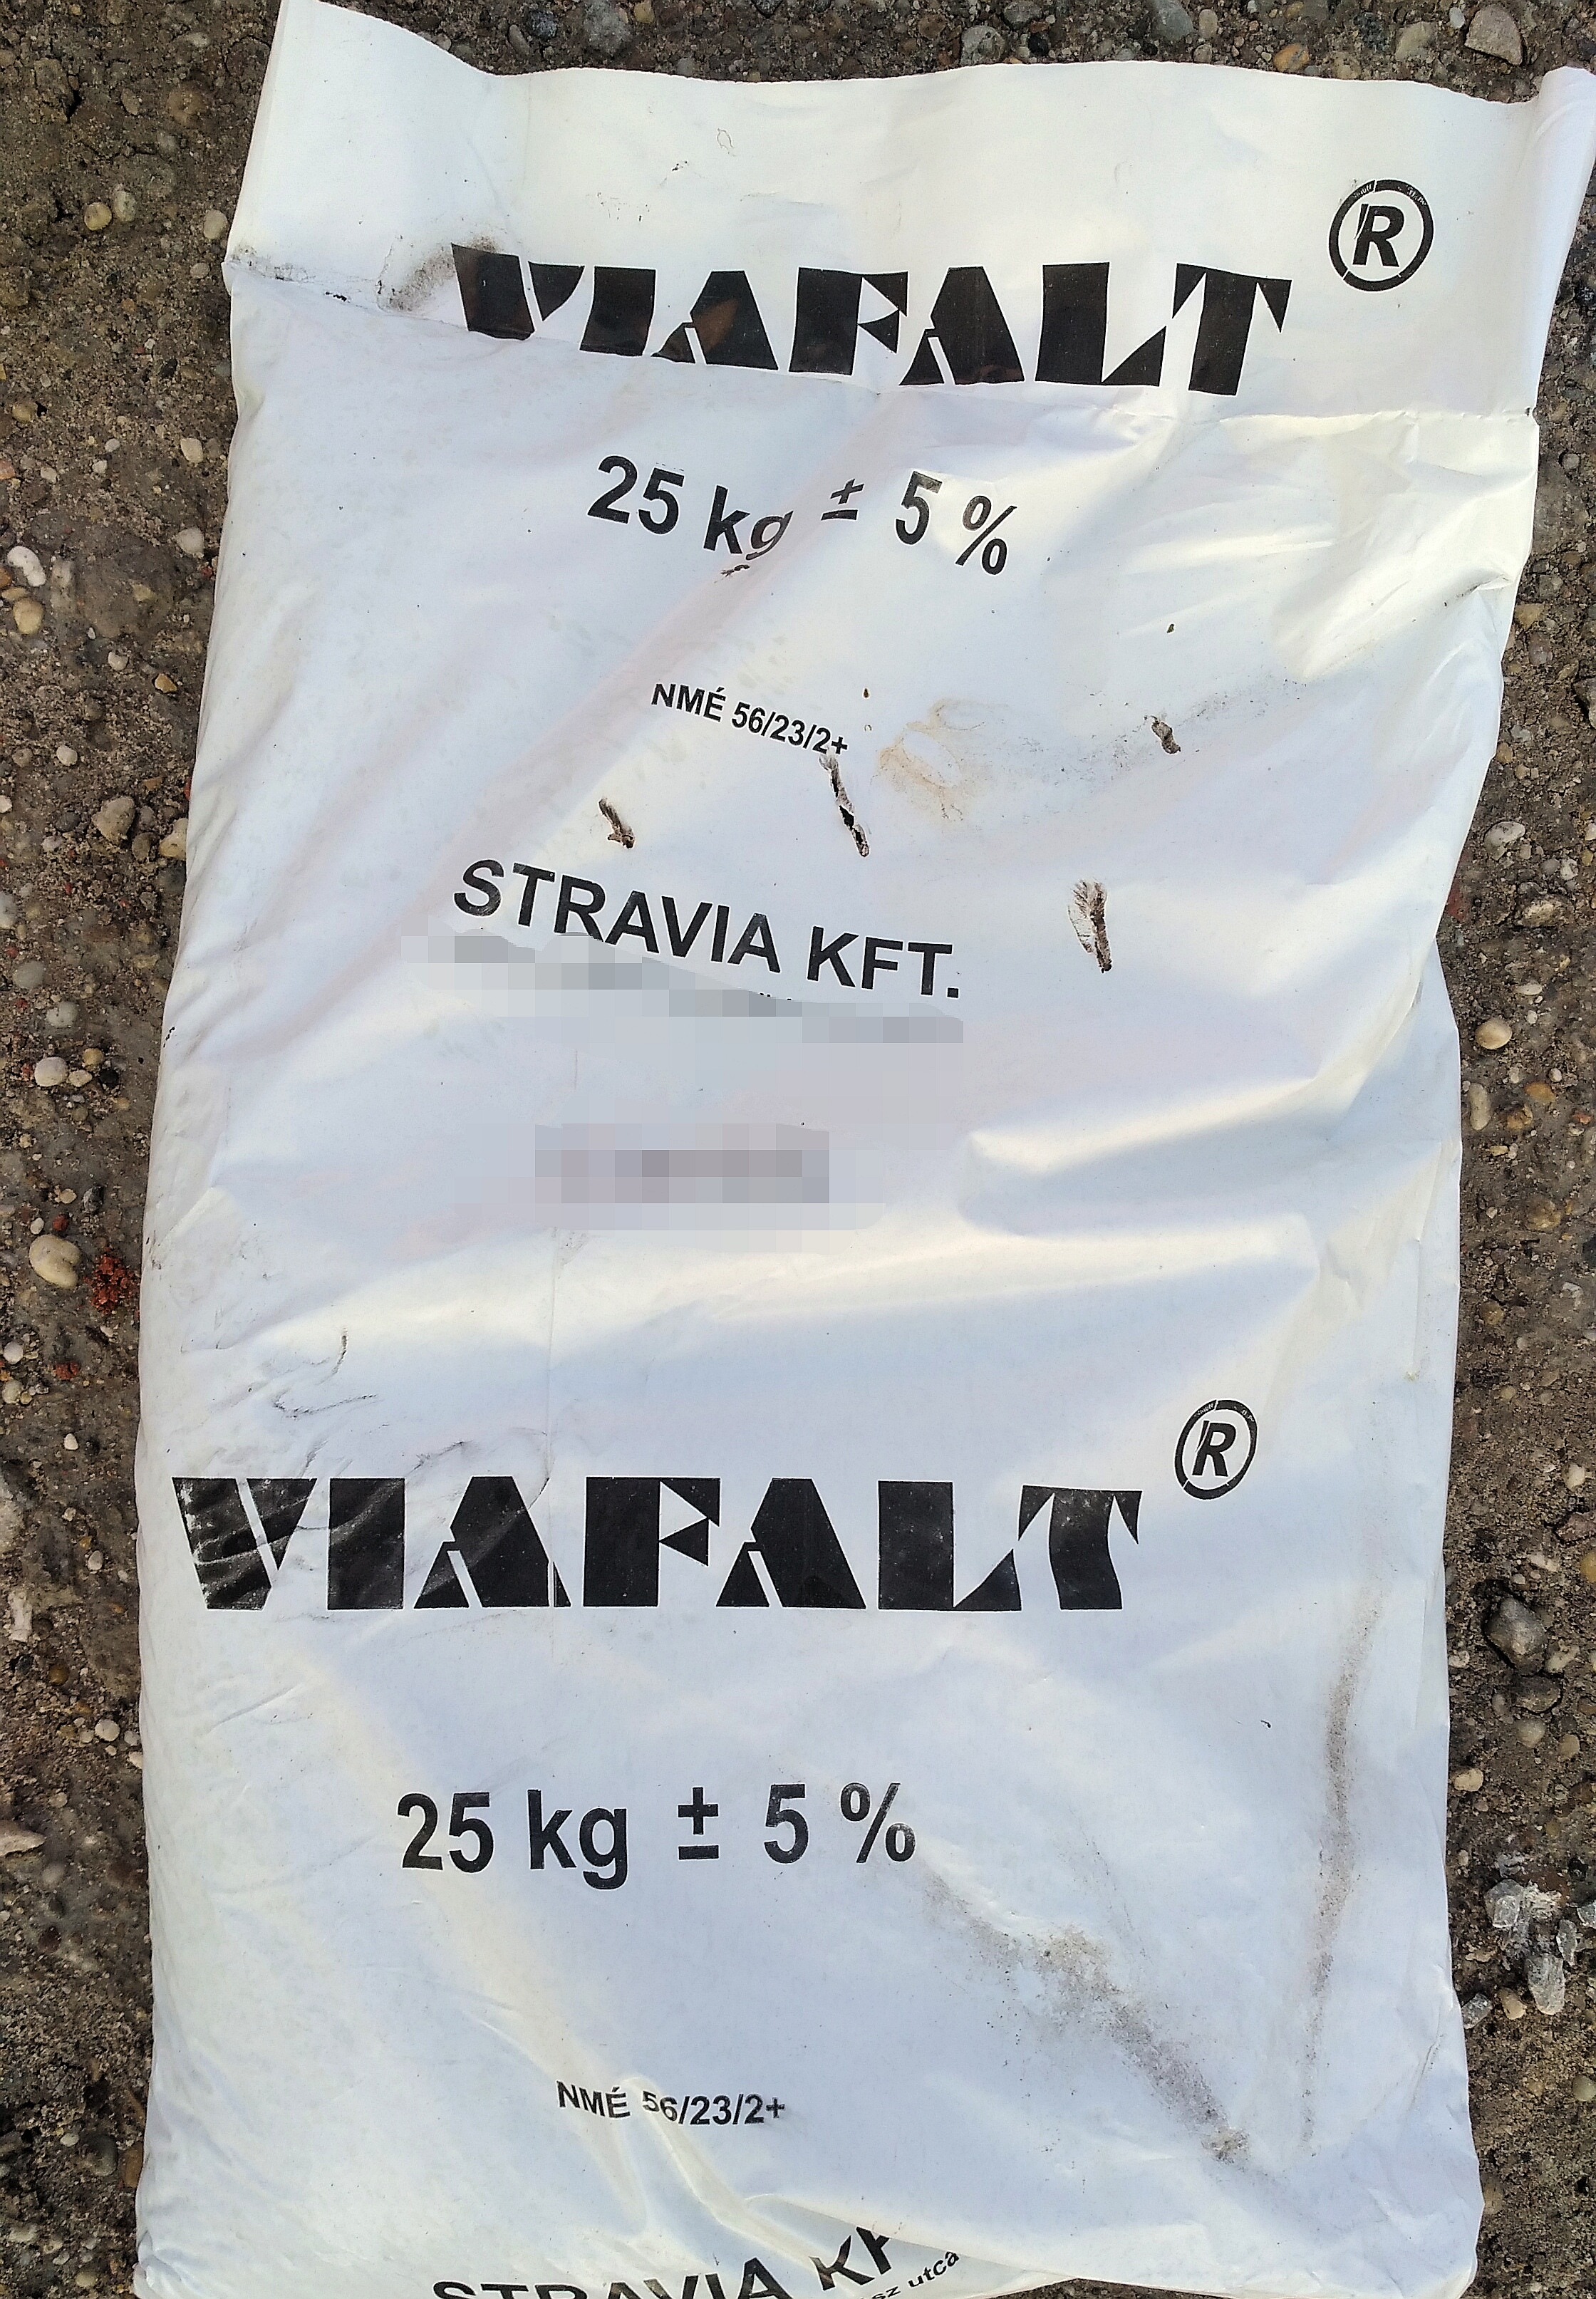 VIAFALT ®
25 kg ± 5 %
NMÉ 56/23/2+
STRAVIA KFT.
VIAFALT ®
25 kg ± 5 %
NMÉ 56/23/2+
STRAVIA
utca